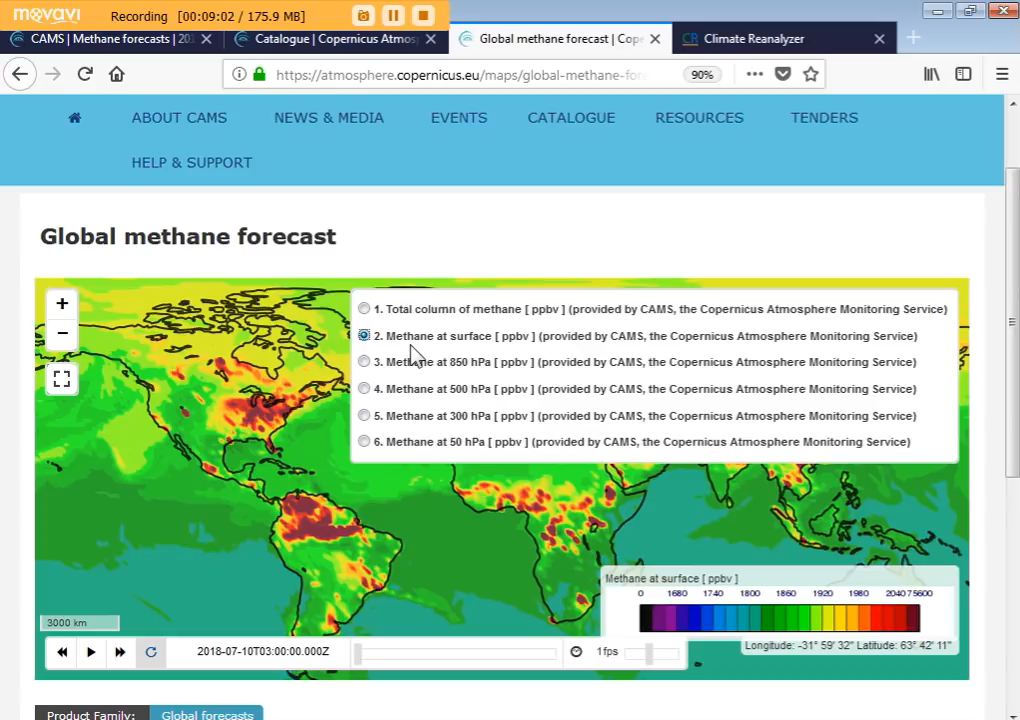 movavi Recording [00:09:02 / 175.9 MB]
CAMS | Methane forecasts | 20
Catalogue | Copernicus Atmos
Global methane forecast | Cope
CR Climate Reanalyzer
https://atmosphere.copernicus.eu/maps/global-methane-for
90%
ABOUT CAMS NEWS & MEDIA EVENTS CATALOGUE RESOURCES TENDERS
HELP & SUPPORT
Global methane forecast
+
−
1. Total column of methane [ ppbv ] (provided by CAMS, the Copernicus Atmosphere Monitoring Service)
2. Methane at surface [ ppbv ] (provided by CAMS, the Copernicus Atmosphere Monitoring Service)
3. Methane at 850 hPa [ ppbv ] (provided by CAMS, the Copernicus Atmosphere Monitoring Service)
4. Methane at 500 hPa [ ppbv ] (provided by CAMS, the Copernicus Atmosphere Monitoring Service)
5. Methane at 300 hPa [ ppbv ] (provided by CAMS, the Copernicus Atmosphere Monitoring Service)
6. Methane at 50 hPa [ ppbv ] (provided by CAMS, the Copernicus Atmosphere Monitoring Service)
Methane at surface [ ppbv ]
0 1680 1740 1800 1860 1920 1980 2040 75600
3000 km
Longitude: -31° 59' 32" Latitude: 63° 42' 11"
2018-07-10T03:00:00.000Z
1fps
Product Family: Global forecasts